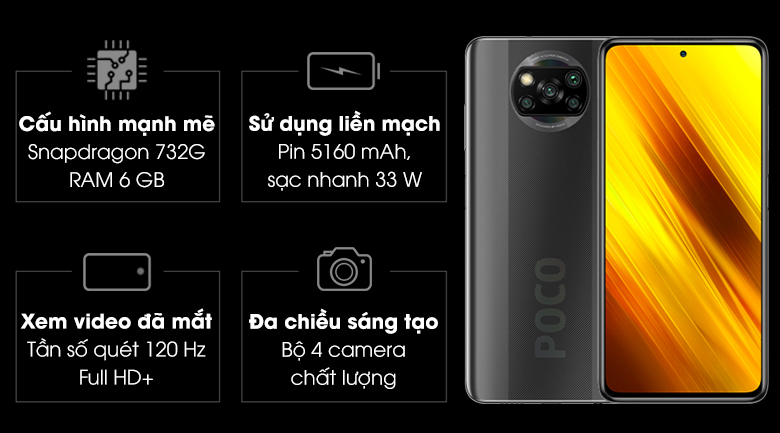 Cấu hình mạnh mẽ
Snapdragon 732G
RAM 6 GB
Sử dụng liền mạch
Pin 5160 mAh,
sạc nhanh 33 W
Xem video đã mắt
Tần số quét 120 Hz
Full HD+
Đa chiều sáng tạo
Bộ 4 camera
chất lượng
POCO